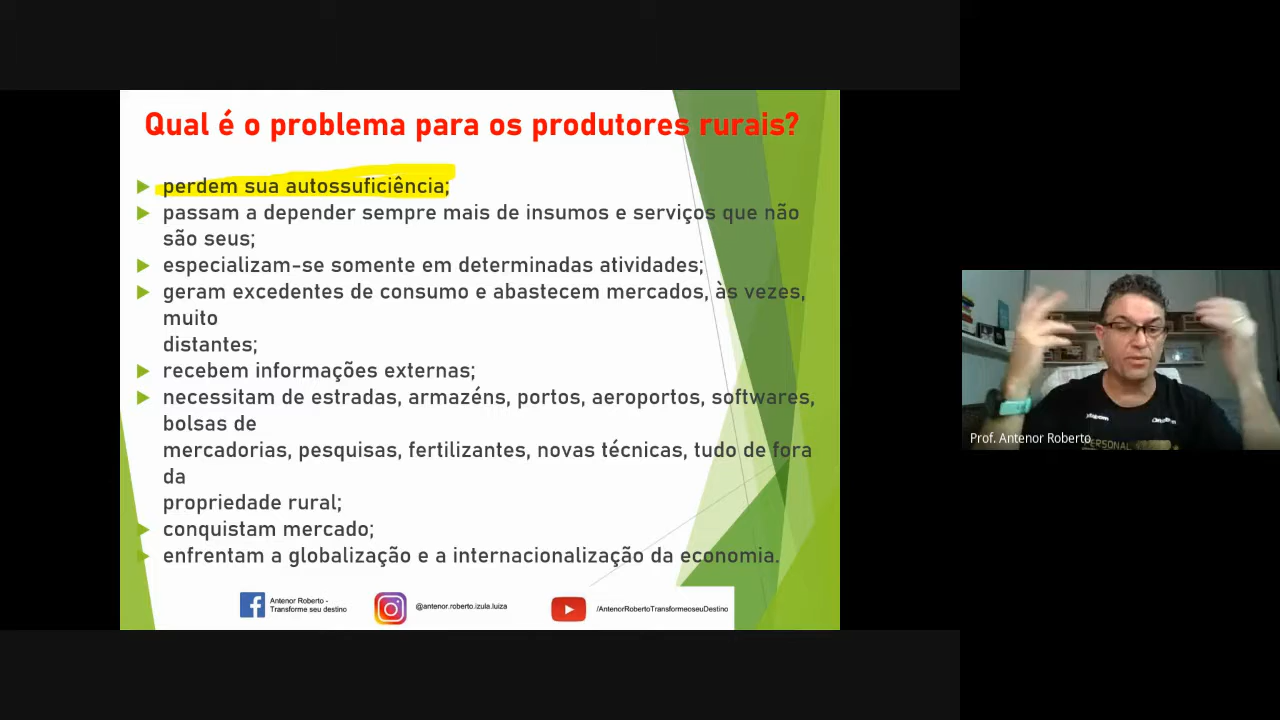 Qual é o problema para os produtores rurais?
perdem sua autossuficiência;
passam a depender sempre mais de insumos e serviços que não
são seus;
especializam-se somente em determinadas atividades;
geram excedentes de consumo e abastecem mercados, às vezes,
muito
distantes;
recebem informações externas;
necessitam de estradas, armazéns, portos, aeroportos, softwares,
bolsas de
mercadorias, pesquisas, fertilizantes, novas técnicas, tudo de fora
da
propriedade rural;
conquistam mercado;
enfrentam a globalização e a internacionalização da economia.
Antenor Roberto -
Transforme seu destino
@antenor.roberto.izula.luiza
/AntenorRobertoTransformeoseuDestino
Prof. Antenor Roberto
PERSONAL